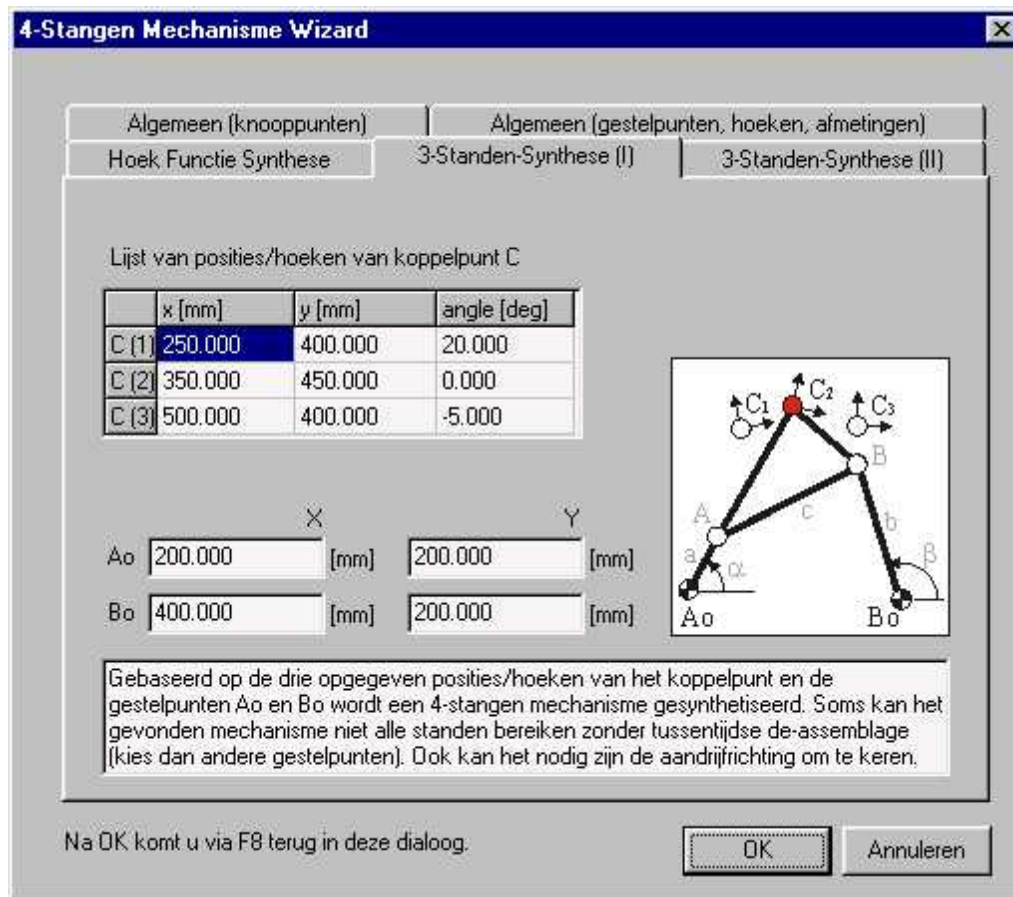 4-Stangen Mechanisme Wizard
Algemeen (knooppunten) Algemeen (gestelpunten, hoeken, afmetingen)
Hoek Functie Synthese 3-Standen-Synthese (I) 3-Standen-Synthese (II)
Lijst van posities/hoeken van koppelpunt C
x [mm] y [mm] angle [deg]
C (1) 250.000 400.000 20.000
C (2) 350.000 450.000 0.000
C (3) 500.000 400.000 -5.000
C1 C2 C3
B
A c b
a α β
Ao Bo
X Y
Ao 200.000 [mm] 200.000 [mm]
Bo 400.000 [mm] 200.000 [mm]
Gebaseerd op de drie opgegeven posities/hoeken van het koppelpunt en de
gestelpunten Ao en Bo wordt een 4-stangen mechanisme gesynthetiseerd. Soms kan het
gevonden mechanisme niet alle standen bereiken zonder tussentijdse de-assemblage
(kies dan andere gestelpunten). Ook kan het nodig zijn de aandrijfrichting om te keren.
Na OK komt u via F8 terug in deze dialoog.
OK Annuleren